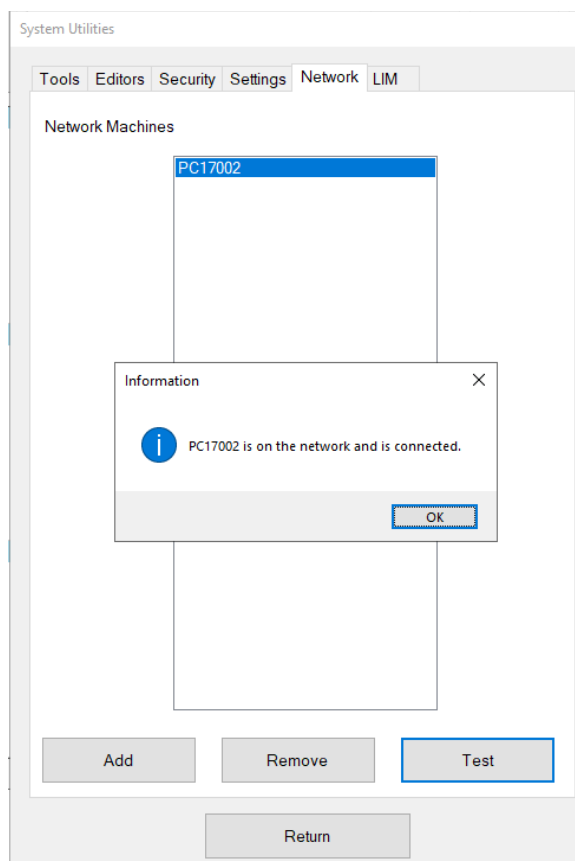 System Utilities
Tools Editors Security Settings Network LIM
Network Machines
PC17002
Information
PC17002 is on the network and is connected.
OK
Add Remove Test
Return